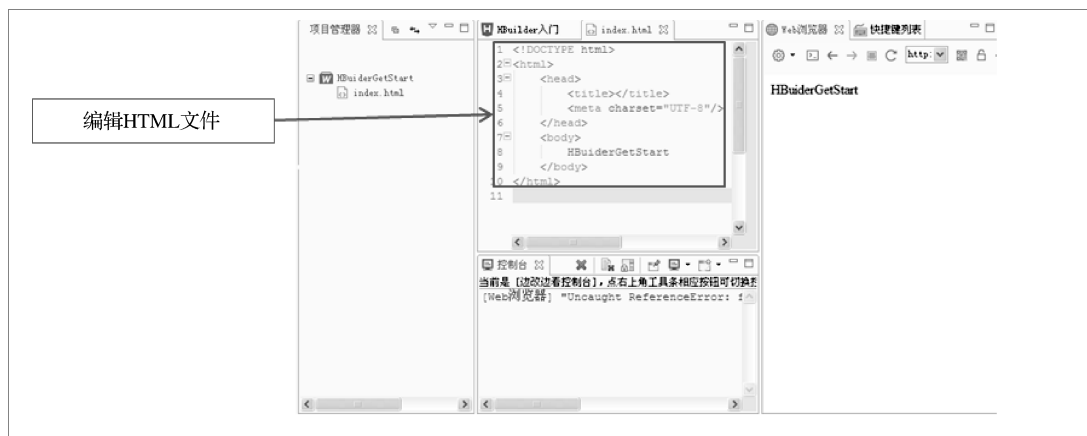 编辑HTML文件
项目管理器
HBuiderGetStart
index.html
HBuilder入门
index.html
1 <!DOCTYPE html>
2 <html>
3 <head>
4 <title></title>
5 <meta charset="UTF-8"/>
6 </head>
7 <body>
8 HBuiderGetStart
9 </body>
10 </html>
11
控制台
当前是 [边改边看控制台], 点右上角工具条相应按钮可切换
[Web浏览器] "Uncaught ReferenceError:
Web浏览器
快捷键列表
http:
HBuiderGetStart